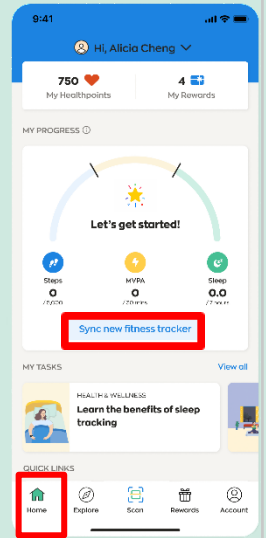 9:41
Hi, Alicia Cheng
750
4
My Healthpoints
My Rewards
MY PROGRESS
Let's get started!
Steps
MVPA
Sleep
0
0
0.0
Sync new fitness tracker
MY TASKS
View all
HEALTH & WELLNESS
Learn the benefits of sleep
tracking
QUICK LINKS
Home
Explore
Scan
Rewards
Account